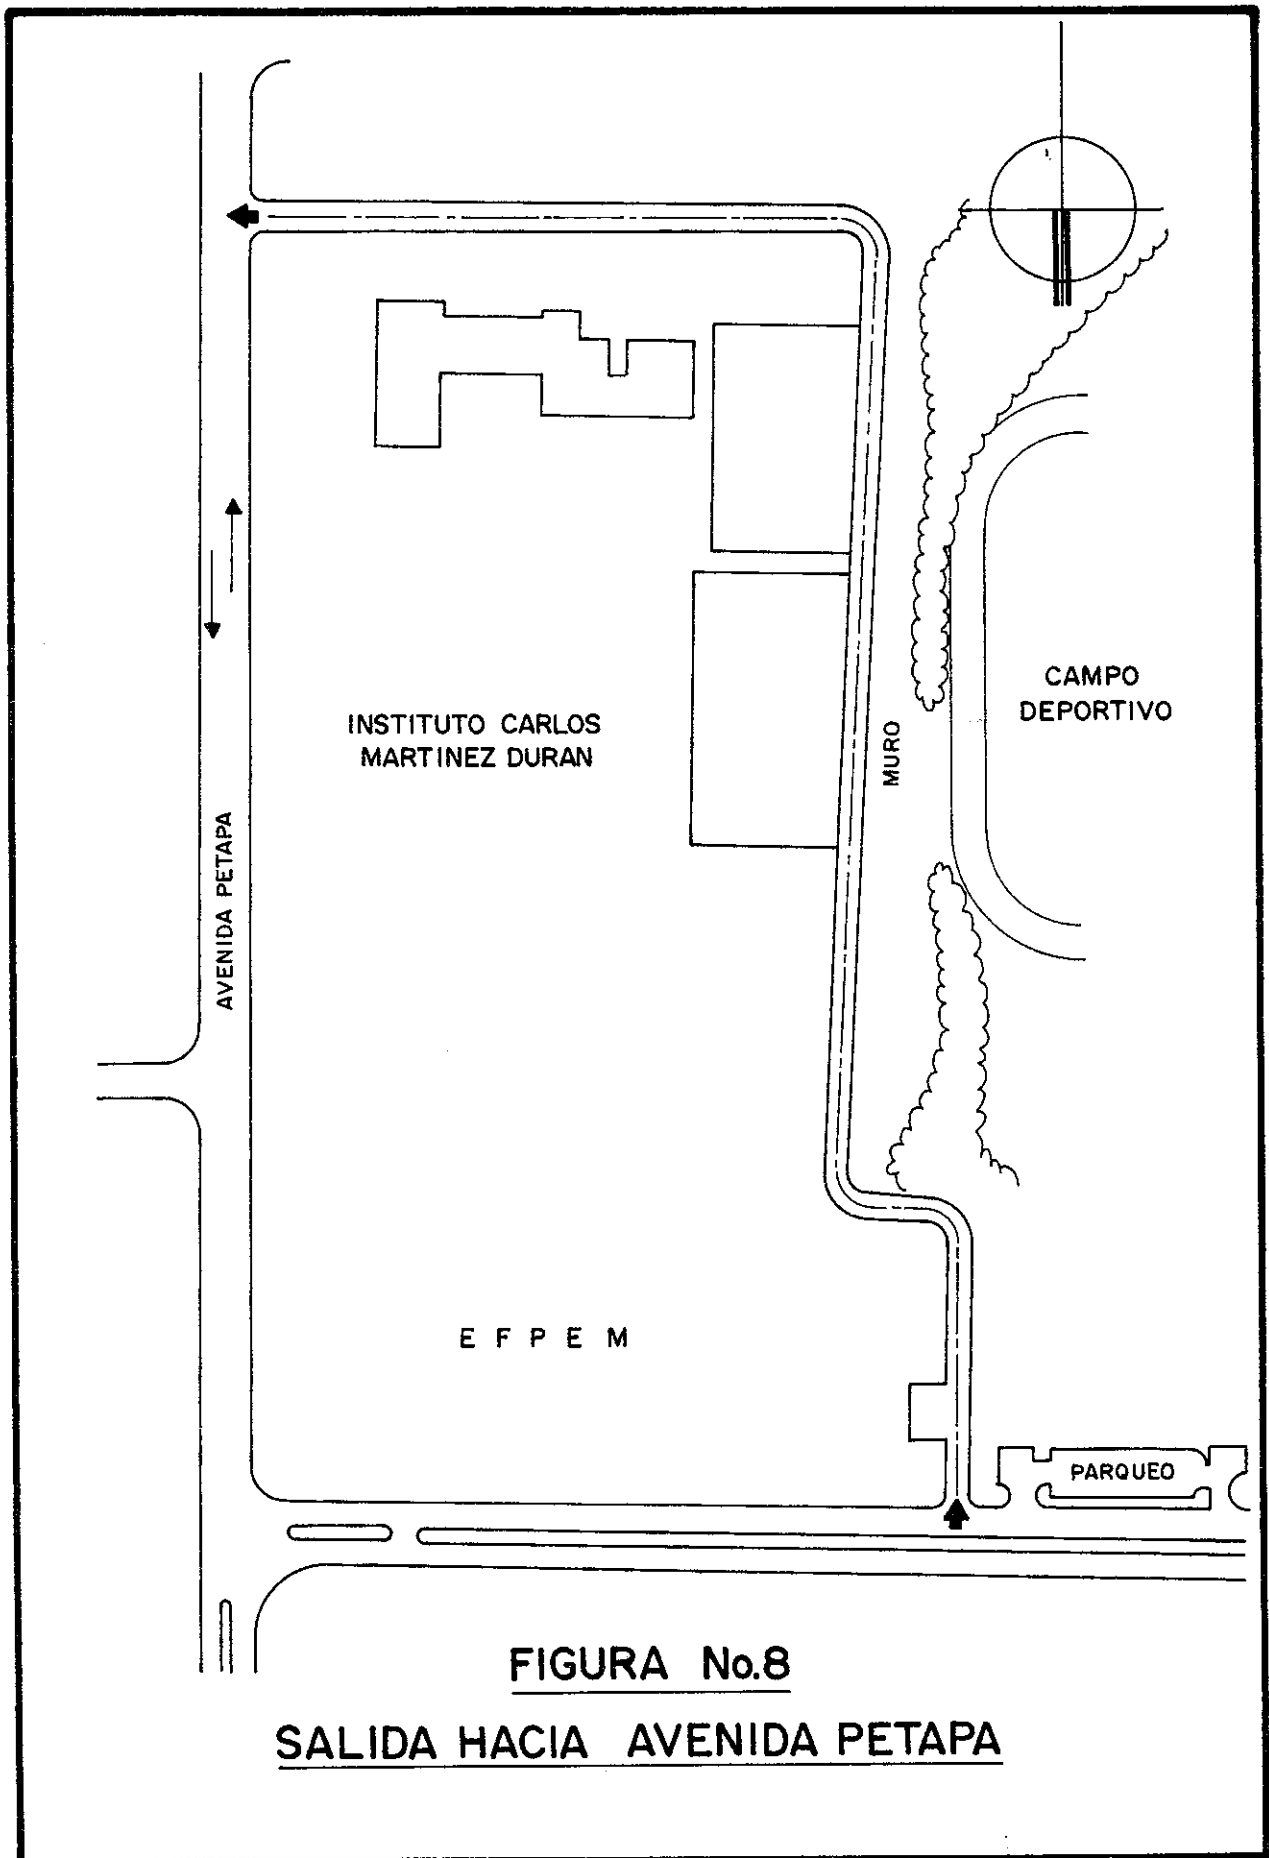 INSTITUTO CARLOS
MARTINEZ DURAN
CAMPO
DEPORTIVO
MURO
AVENIDA PETAPA
E F P E M
PARQUEO
FIGURA No.8
SALIDA HACIA AVENIDA PETAPA